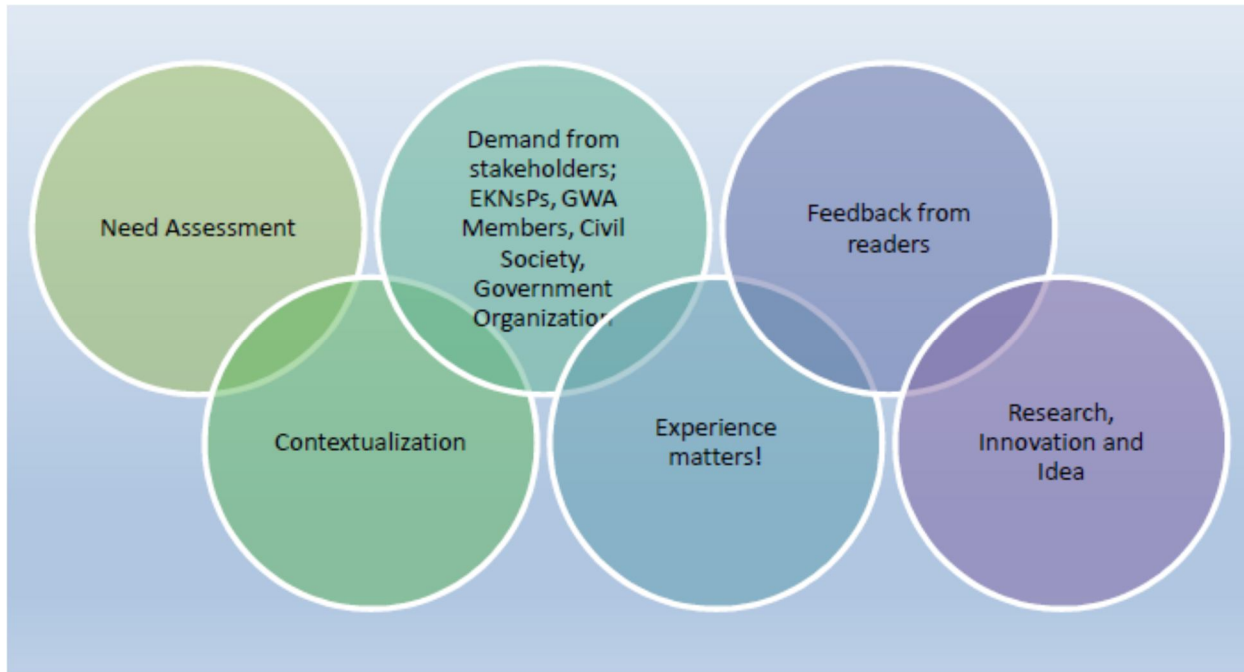 Need Assessment
Demand from
stakeholders;
EKNsPs, GWA
Members, Civil
Society,
Government
Organization
Feedback from
readers
Contextualization
Experience
matters!
Research,
Innovation and
Idea